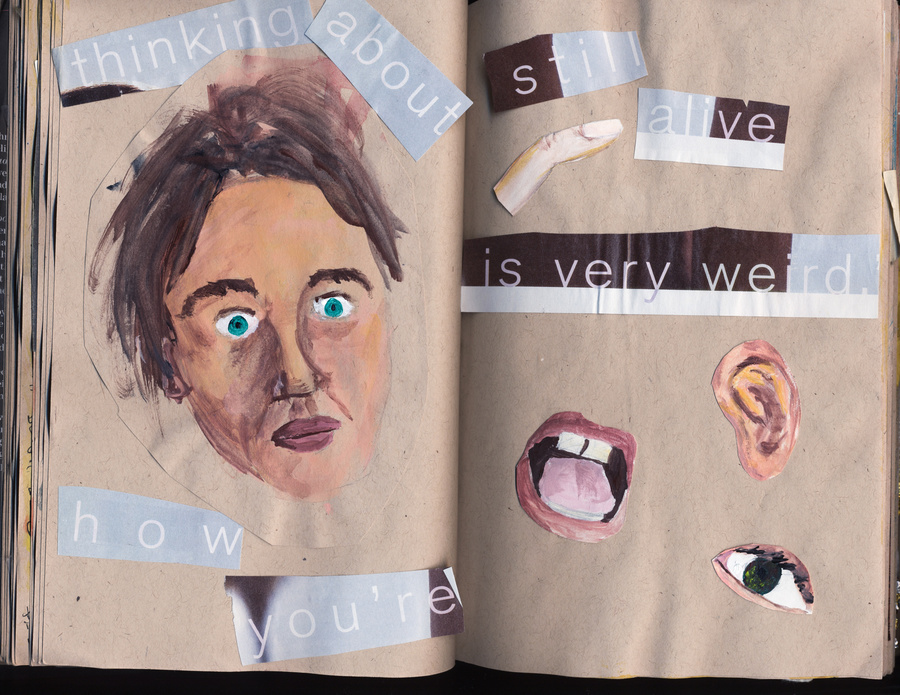 thinking about
how
you're
still
alive
is very weird.